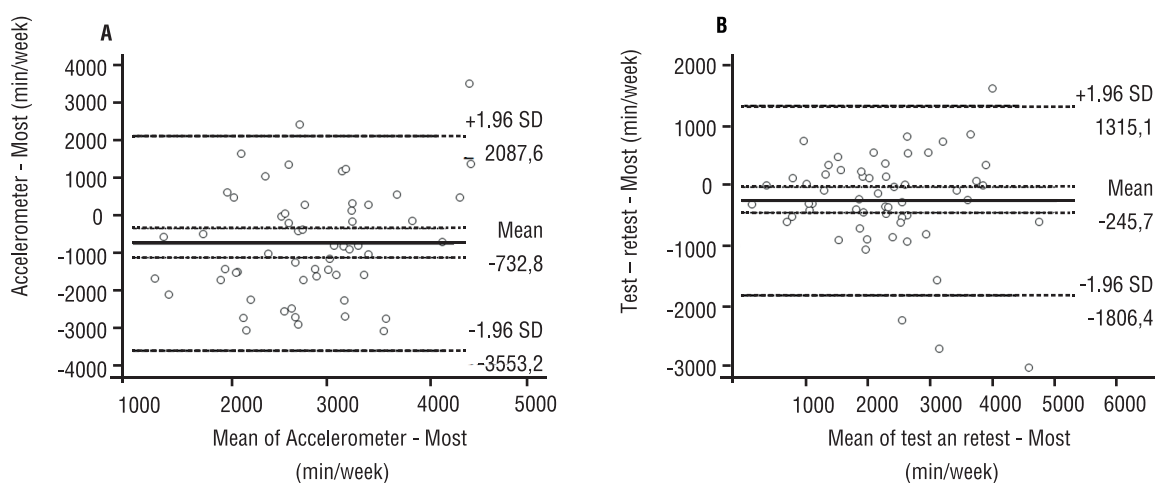 A
Accelerometer - Most (min/week)
4000
3000
2000
1000
0
-1000
-2000
-3000
-4000
+1.96 SD
2087,6
Mean
-732,8
-1.96 SD
-3553,2
1000 2000 3000 4000 5000
Mean of Accelerometer - Most
(min/week)
B
Test – retest - Most (min/week)
2000
1000
0
-1000
-2000
-3000
+1.96 SD
1315,1
Mean
-245,7
-1.96 SD
-1806,4
1000 2000 3000 4000 5000 6000
Mean of test an retest - Most
(min/week)